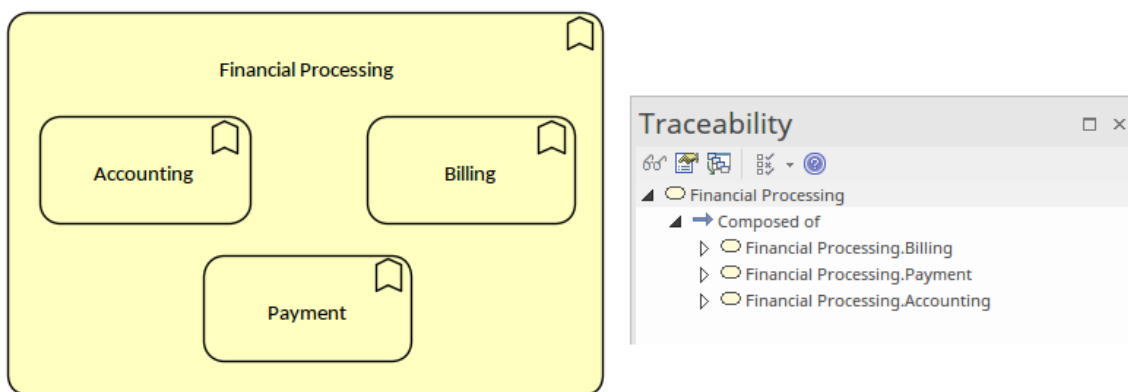 Financial Processing
Accounting
Billing
Payment
Traceability
Financial Processing
Composed of
Financial Processing.Billing
Financial Processing.Payment
Financial Processing.Accounting